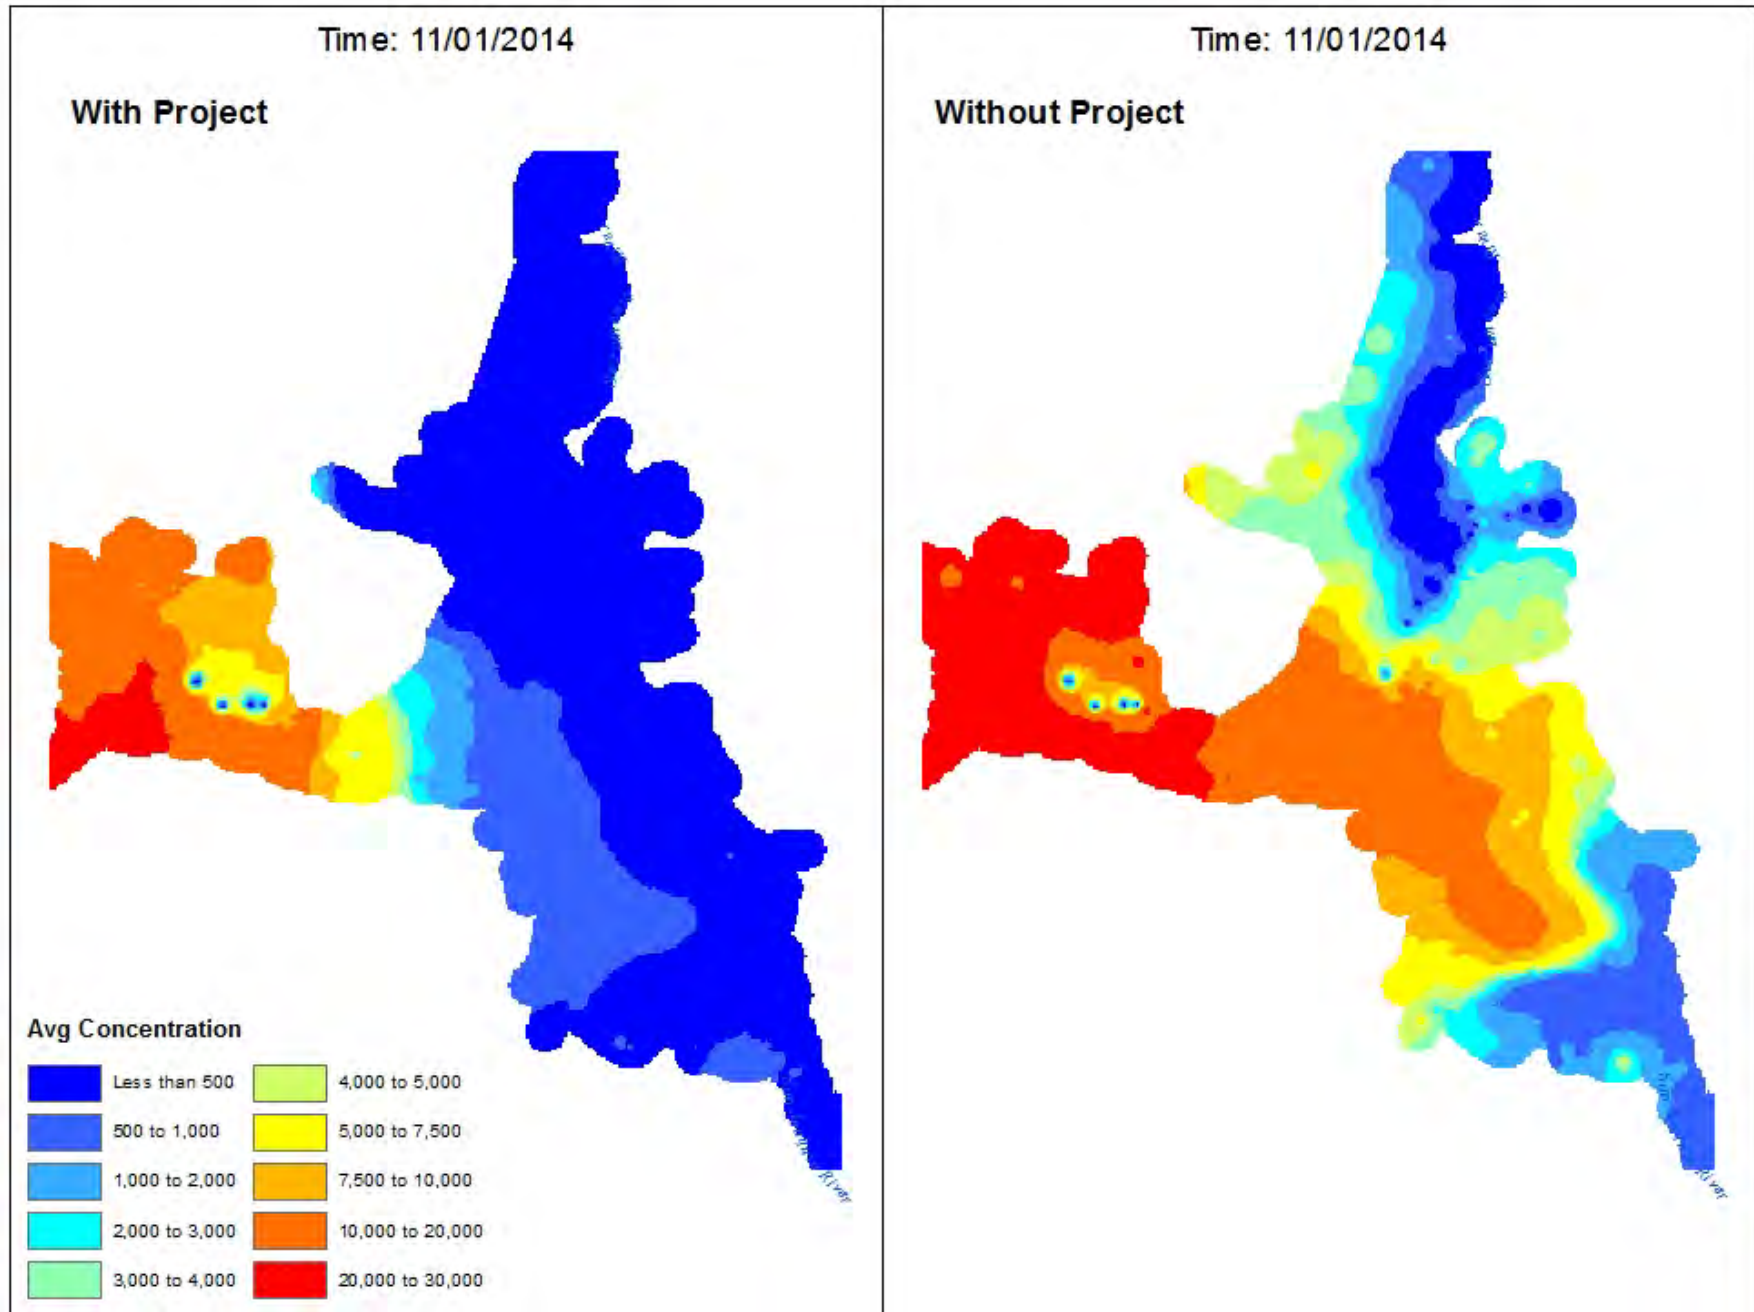 Time: 11/01/2014
With Project
Avg Concentration
Less than 500
500 to 1,000
1,000 to 2,000
2,000 to 3,000
3,000 to 4,000
4,000 to 5,000
5,000 to 7,500
7,500 to 10,000
10,000 to 20,000
20,000 to 30,000
River
Time: 11/01/2014
Without Project
River